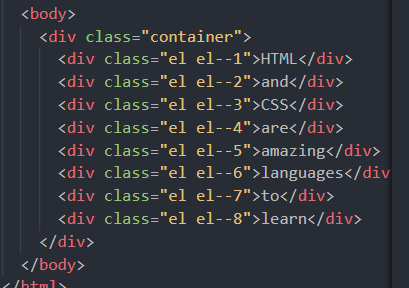 <body>
<div class="container">
<div class="el el--1">HTML</div>
<div class="el el--2">and</div>
<div class="el el--3">CSS</div>
<div class="el el--4">are</div>
<div class="el el--5">amazing</div>
<div class="el el--6">languages</div
<div class="el el--7">to</div>
<div class="el el--8">learn</div>
</div>
</body>
</html>